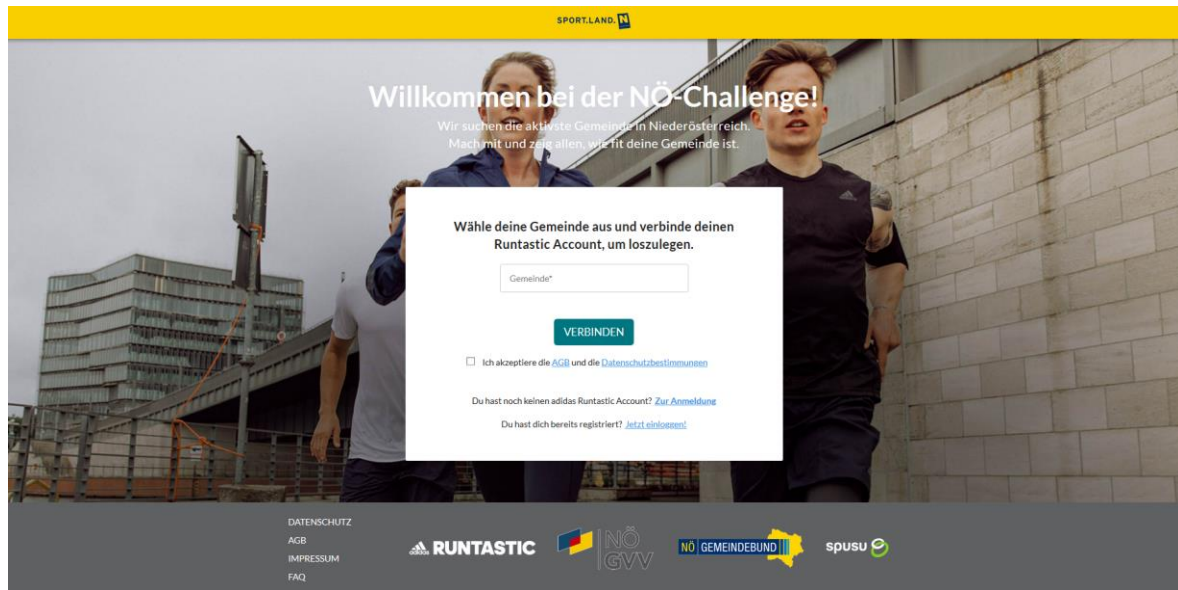 SPORT.LAND. N
Willkommen bei der NÖ-Challenge!
Wir suchen die aktivste Gemeinde in Niederösterreich.
Mach mit und zeig allen, wie fit deine Gemeinde ist.
Wähle deine Gemeinde aus und verbinde deinen
Runtastic Account, um loszulegen.
Gemeinde*
VERBINDEN
Ich akzeptiere die AGB und die Datenschutzbestimmungen
Du hast noch keinen adidas Runtastic Account? Zur Anmeldung
Du hast dich bereits registriert? Jetzt einloggen!
DATENSCHUTZ
AGB
IMPRESSUM
FAQ
adidas RUNTASTIC
NÖ
GVV
NÖ GEMEINDEBUND
spusu